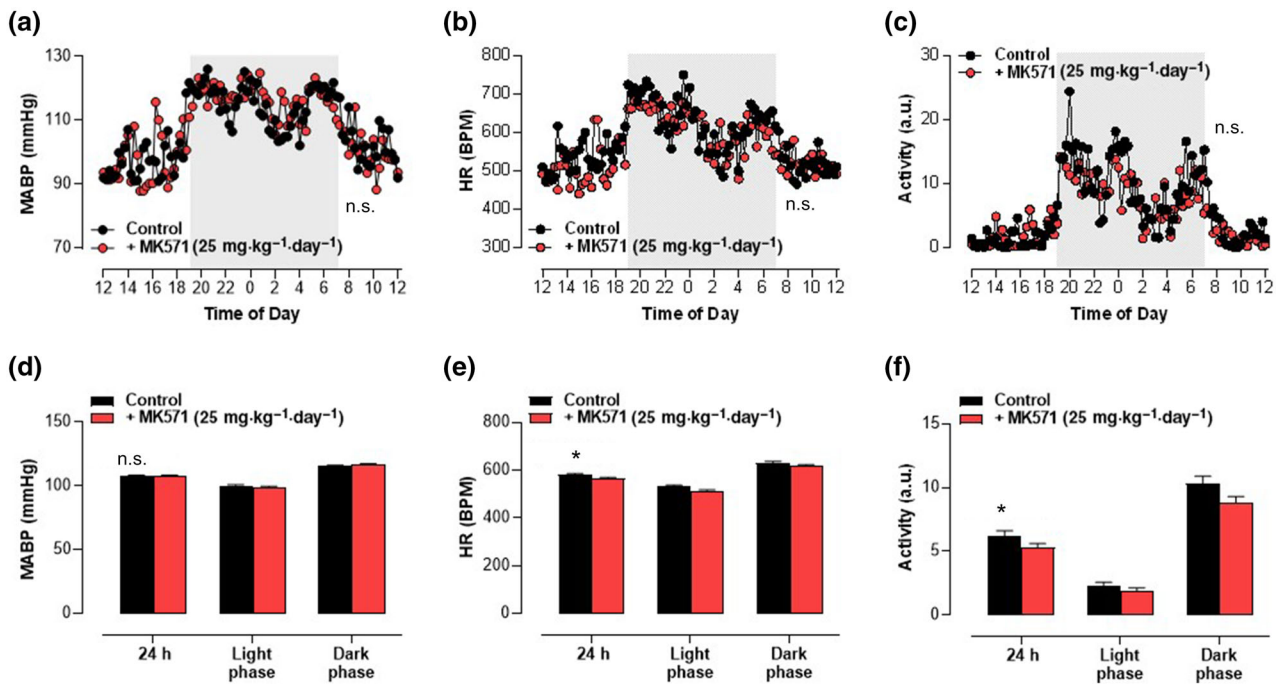 (a)
130
110
90
70
MABP (mmHg)
n.s.
Control
+ MK571 (25 mg·kg⁻¹·day⁻¹)
12 14 16 18 20 22 0 2 4 6 8 10 12
Time of Day
(b)
800
700
600
500
400
300
HR (BPM)
n.s.
Control
+ MK571 (25 mg·kg⁻¹·day⁻¹)
12 14 16 18 20 22 0 2 4 6 8 10 12
Time of Day
(c)
30
20
10
0
Activity (a.u.)
Control
+ MK571 (25 mg·kg⁻¹·day⁻¹)
n.s.
12 14 16 18 20 22 0 2 4 6 8 10 12
Time of Day
(d)
Control
+ MK571 (25 mg·kg⁻¹·day⁻¹)
150
100
50
0
MABP (mmHg)
n.s.
24 h Light Dark
phase phase
(e)
Control
+ MK571 (25 mg·kg⁻¹·day⁻¹)
800
600
400
600
0
HR (BPM)
*
24 h Light Dark
phase phase
(f)
Control
+ MK571 (25 mg·kg⁻¹·day⁻¹)
15
10
5
0
Activity (a.u.)
*
24 h Light Dark
phase phase